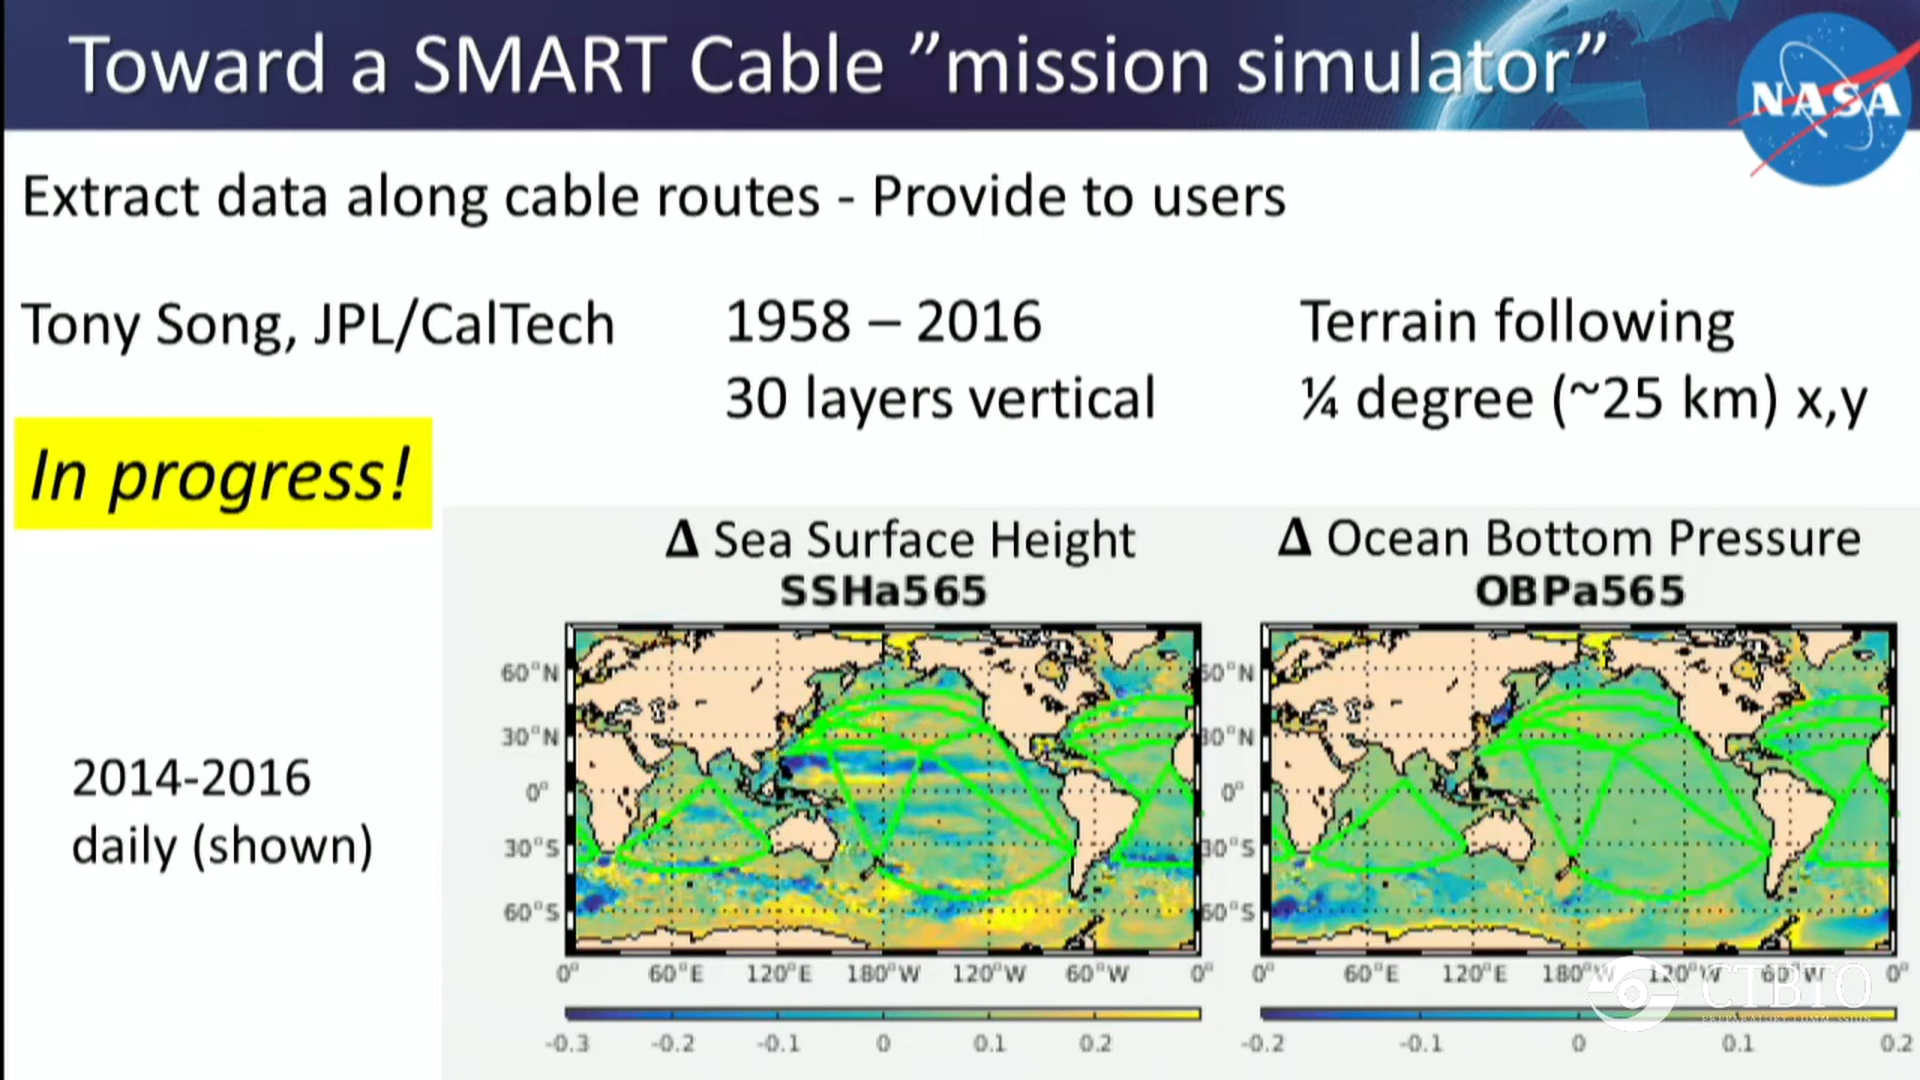 Toward a SMART Cable ”mission simulator”
NASA
Extract data along cable routes - Provide to users
Tony Song, JPL/CalTech
1958 – 2016
30 layers vertical
Terrain following
¼ degree (~25 km) x,y
In progress!
2014-2016
daily (shown)
Δ Sea Surface Height
SSHa565
60°N
30°N
0°
30°S
60°S
0° 60°E 120°E 180°W 120°W 60°W 0°
-0.3 -0.2 -0.1 0 0.1 0.2
Δ Ocean Bottom Pressure
OBPa565
60°N
30°N
0°
30°S
60°S
0° 60°E 120°E 180°W 120°W 60°W 0°
-0.2 -0.1 0 0.1 0.2
CTBTO
PREPARATORY COMMISSION